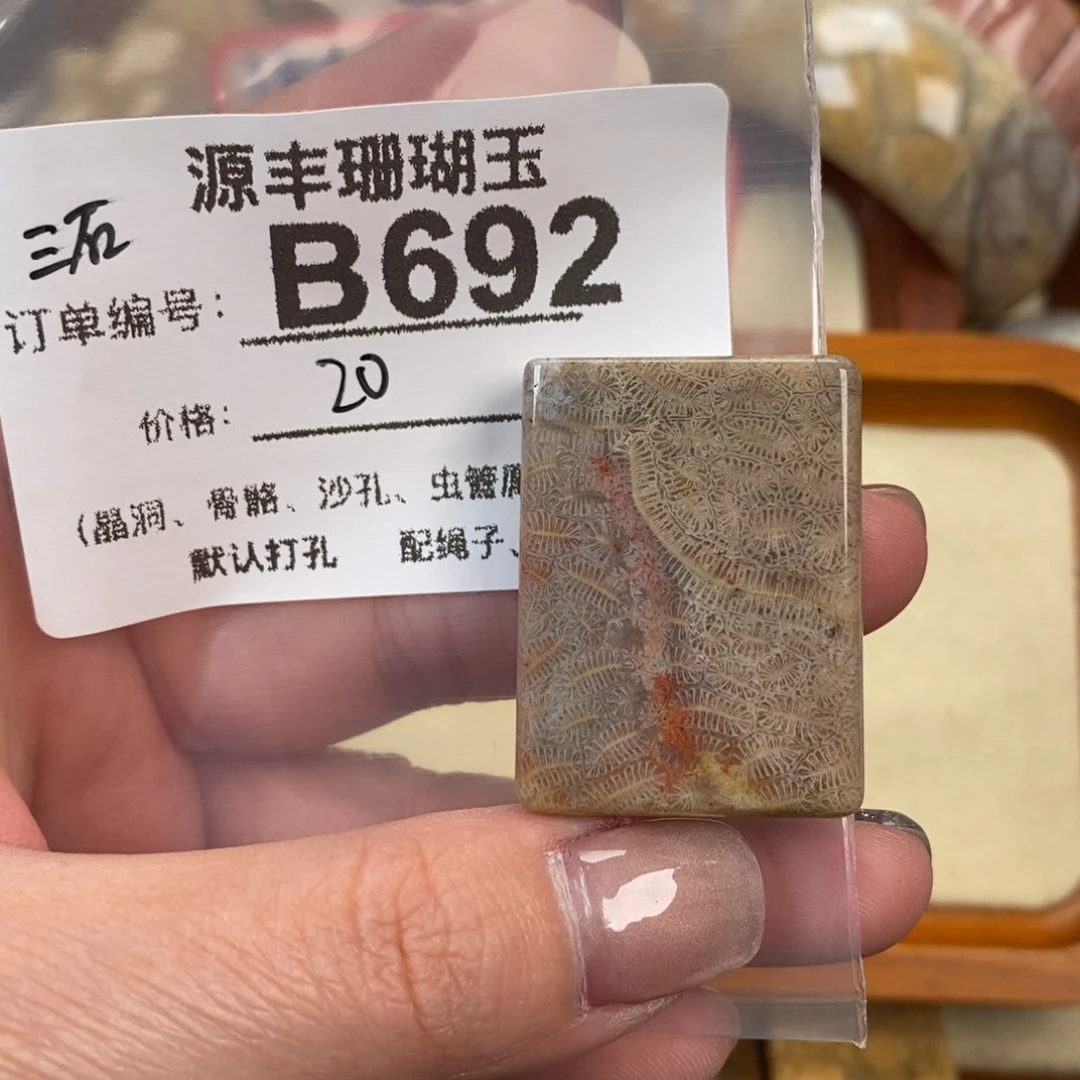 源丰珊瑚玉
三石
B692
订单编号:
20
价格:
(晶洞、骨骼、沙孔、虫
默认打孔 配绳子、